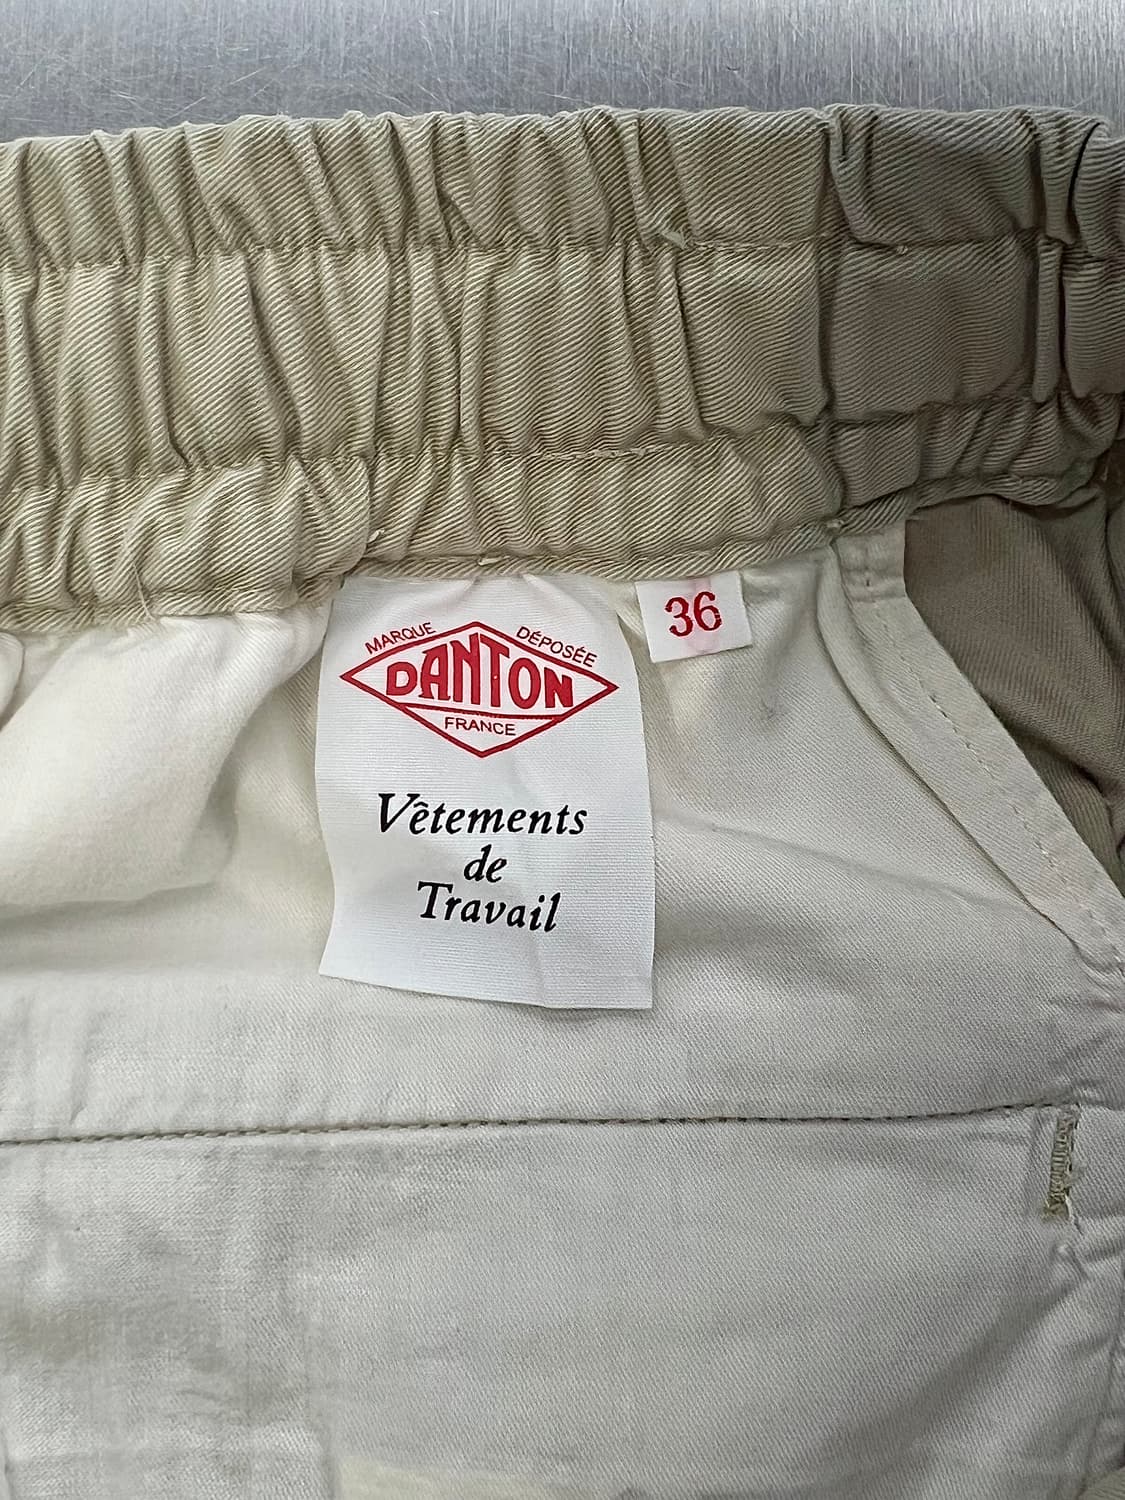 MARQUE DÉPOSÉE
DANTON
FRANCE
Vêtements
de
Travail
36